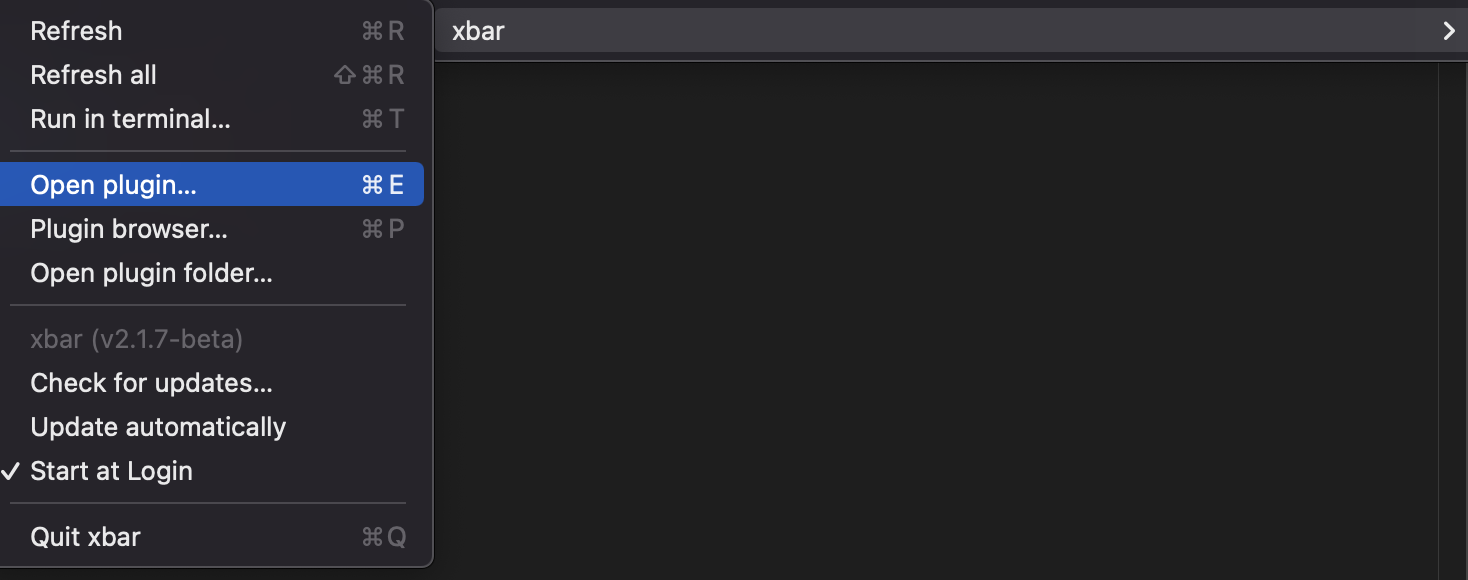 Refresh ⌘ R
Refresh all ⇧ ⌘ R
Run in terminal... ⌘ T
Open plugin... ⌘ E
Plugin browser... ⌘ P
Open plugin folder...
xbar (v2.1.7-beta)
Check for updates...
Update automatically
✓ Start at Login
Quit xbar ⌘ Q
xbar